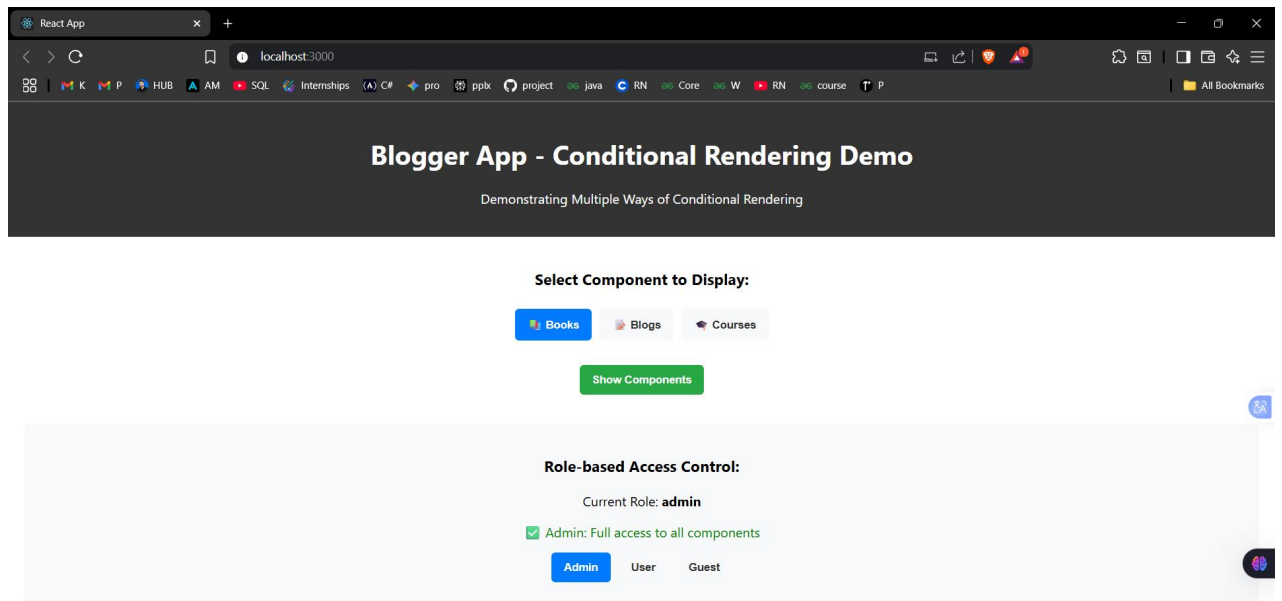 React App
localhost:3000
K P HUB AM SQL Internships C# pro pplx project java RN Core W RN course P All Bookmarks
Blogger App - Conditional Rendering Demo
Demonstrating Multiple Ways of Conditional Rendering
Select Component to Display:
Books Blogs Courses
Show Components
Role-based Access Control:
Current Role: admin
✅ Admin: Full access to all components
Admin User Guest